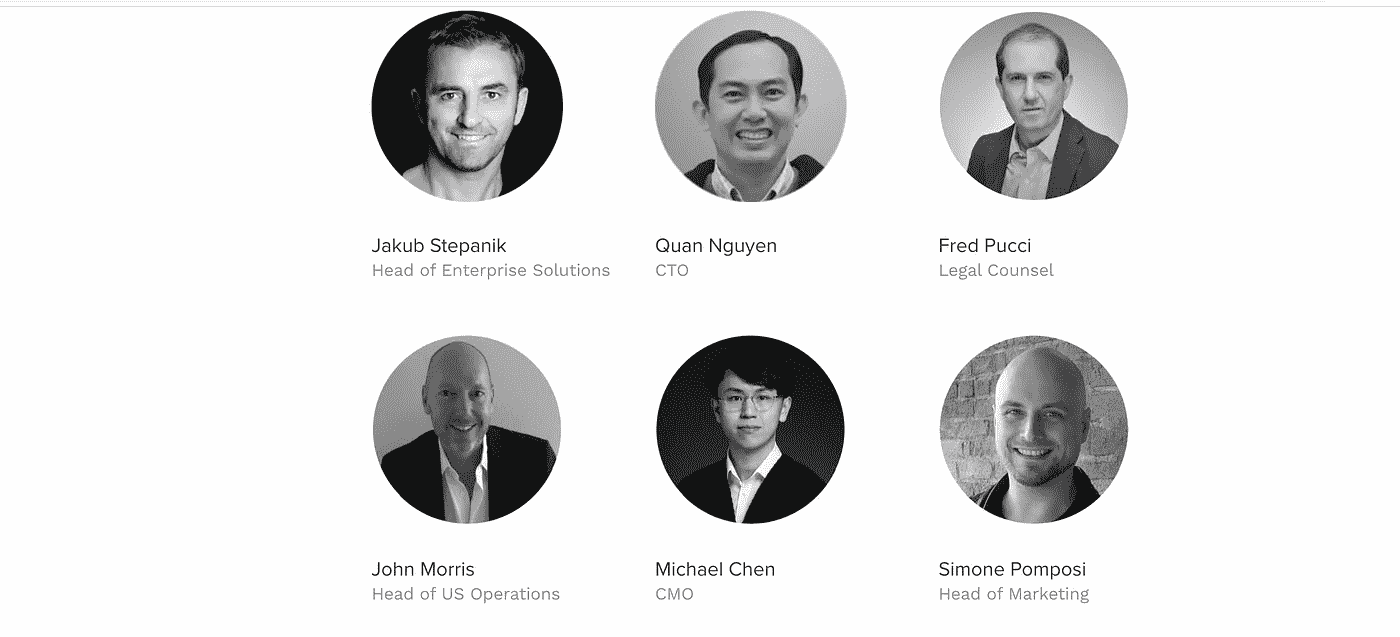 Jakub Stepanik
Head of Enterprise Solutions
Quan Nguyen
CTO
Fred Pucci
Legal Counsel
John Morris
Head of US Operations
Michael Chen
CMO
Simone Pomposi
Head of Marketing